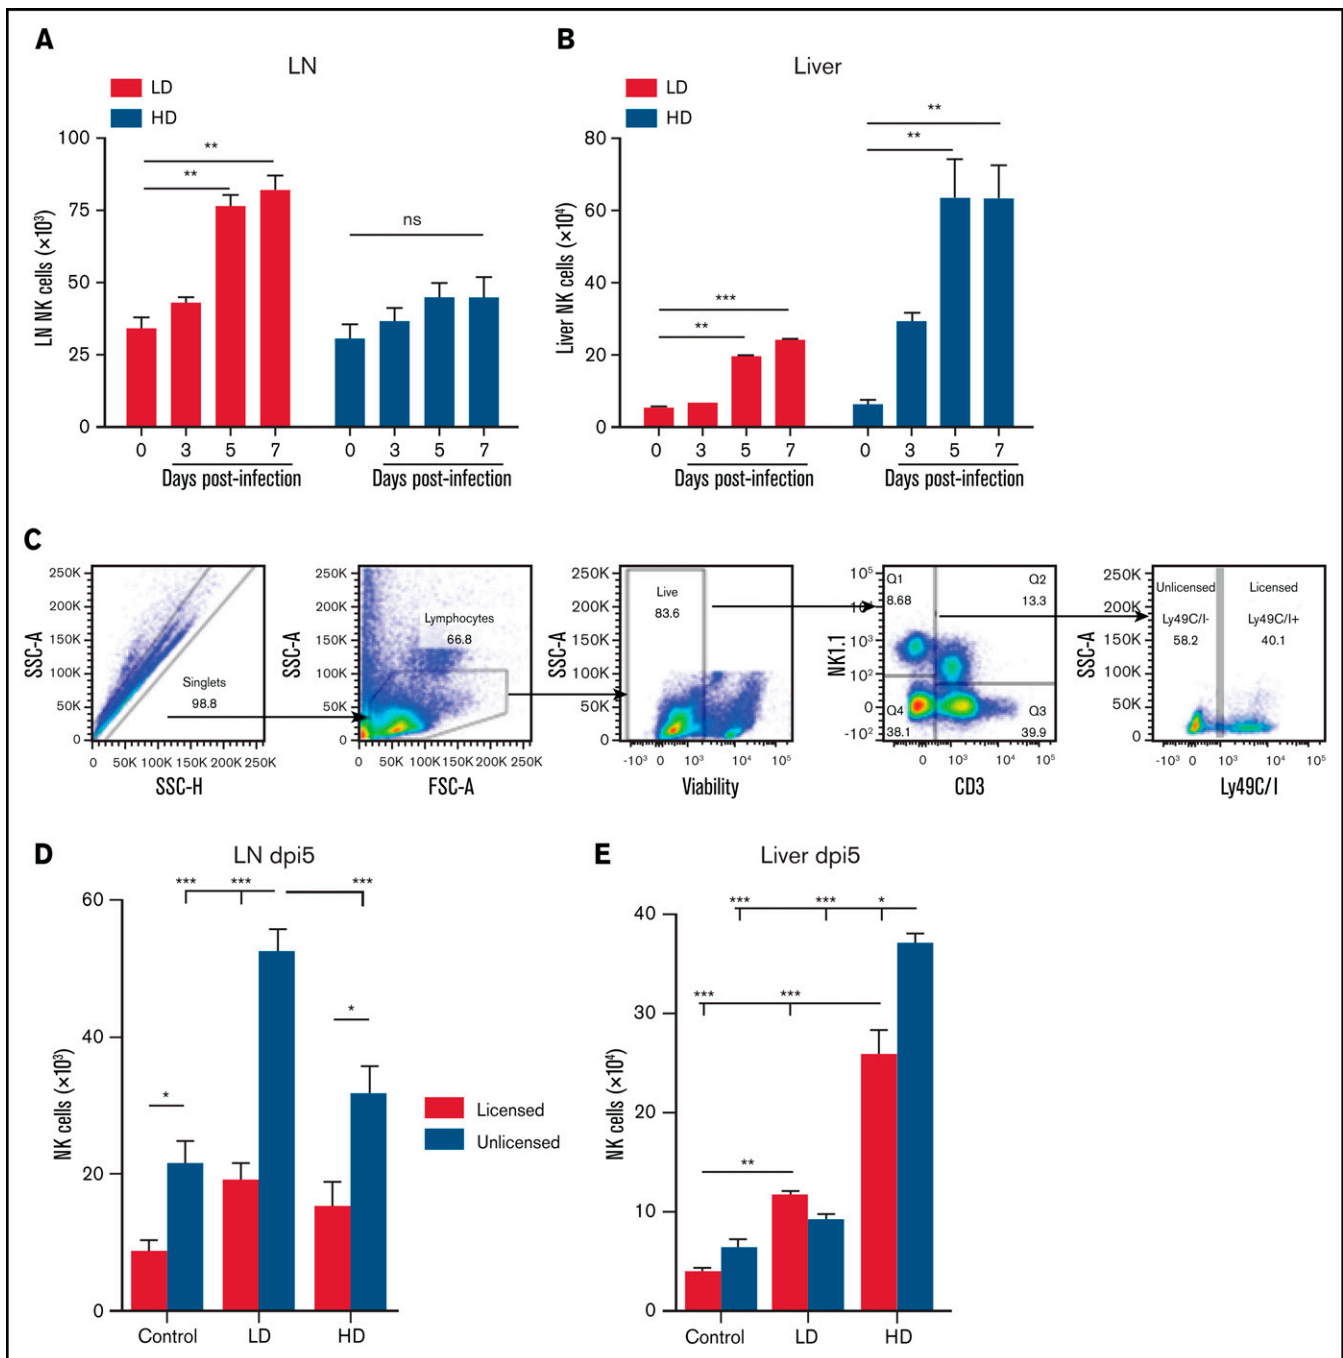 A
LN
LD
HD
LN NK cells (×10³)
100
75
50
25
0
**
**
ns
0 3 5 7 0 3 5 7
Days post-infection Days post-infection
B
Liver
LD
HD
Liver NK cells (×10⁴)
80
60
40
20
0
**
**
***
**
0 3 5 7 0 3 5 7
Days post-infection Days post-infection
C
SSC-A
250K
200K
150K
100K
50K
0
Singlets
98.8
0 50K 100K 150K 200K 250K
SSC-H
SSC-A
250K
200K
150K
100K
50K
0
Lymphocytes
66.8
0 50K 100K 150K 200K 250K
FSC-A
SSC-A
250K
200K
150K
100K
50K
0
Live
83.6
-10³ 10³ 10⁴ 10⁵
Viability
NK1.1
10⁵
10⁴
10³
10²
0
-10²
Q1
8.68
Q2
13.3
Q4
38.1
Q3
39.9
0 10³ 10⁴ 10⁵
CD3
SSC-A
250K
200K
150K
100K
50K
0
Unlicensed Licensed
Ly49C/I- Ly49C/I+
58.2 40.1
-10³ 0 10³ 10⁴ 10⁵
Ly49C/I
D
LN dpi5
NK cells (×10³)
60
40
20
0
*** *** ***
*
*
Control LD HD
Licensed
Unlicensed
E
Liver dpi5
NK cells (×10⁴)
40
30
20
10
0
*** *** *
*** ***
**
Control LD HD